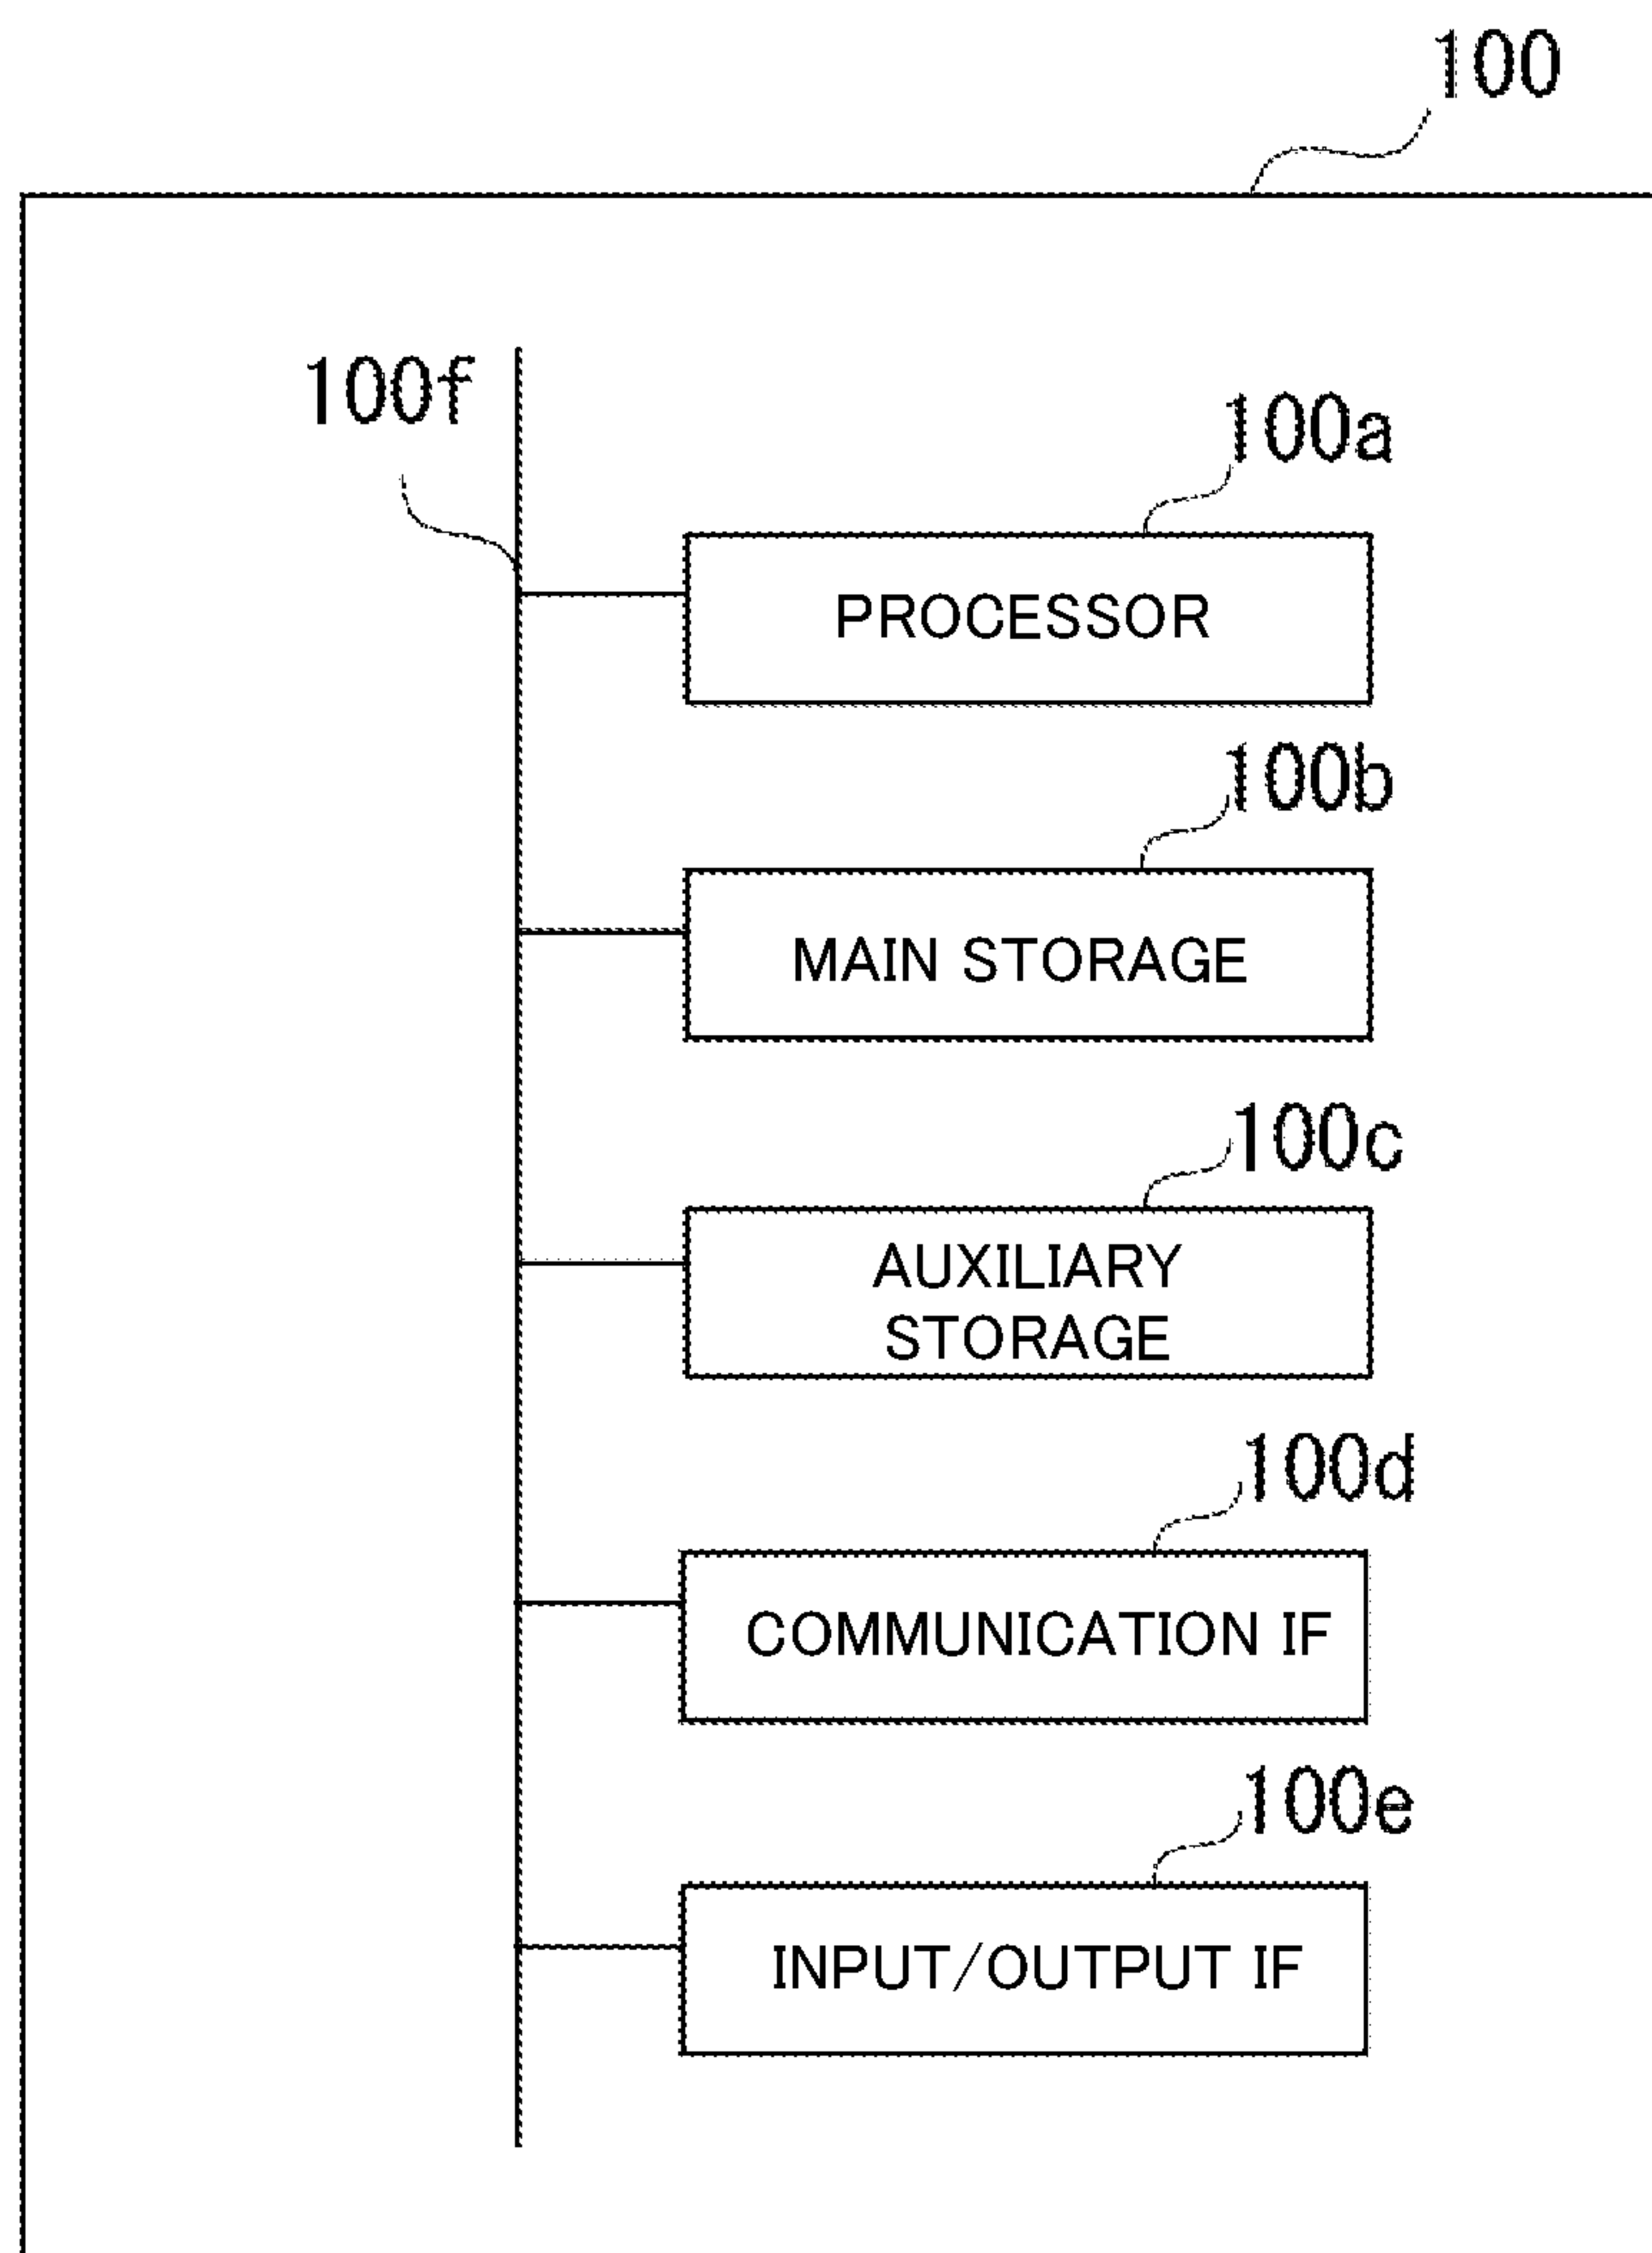 100
100f
100a
PROCESSOR
100b
MAIN STORAGE
100c
AUXILIARY
STORAGE
100d
COMMUNICATION IF
100e
INPUT/OUTPUT IF